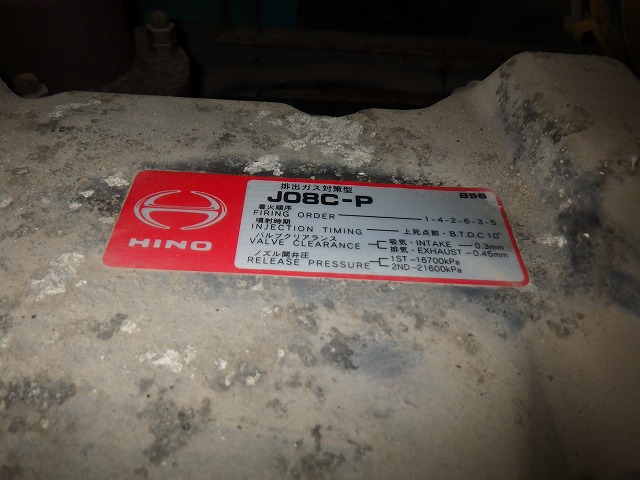 HINO
排出ガス対策型
J08C-P
8S6
着火順序
FIRING ORDER 1-4-2-6-3-5
噴射時期
INJECTION TIMING 上死点前・B.T.D.C 10°
バルブクリアランス
VALVE CLEARANCE 吸気・INTAKE 0.3mm
排気・EXHAUST 0.45mm
ノズル開弁圧
RELEASE PRESSURE 1ST-16700kPa
2ND-21600kPa